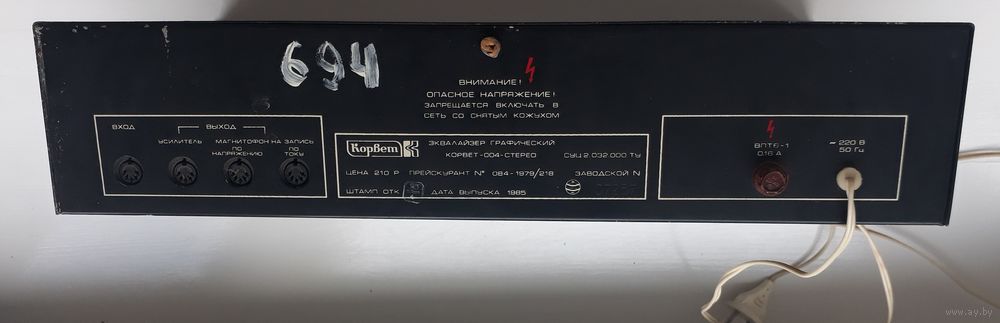 694
ВНИМАНИЕ!
ОПАСНОЕ НАПРЯЖЕНИЕ!
ЗАПРЕЩАЕТСЯ ВКЛЮЧАТЬ В
СЕТЬ СО СНЯТЫМ КОЖУХОМ
ВХОД
ВЫХОД
УСИЛИТЕЛЬ
МАГНИТОФОН НА ЗАПИСЬ
ПО НАПРЯЖЕНИЮ
ПО ТОКУ
Корвет
ЭКВАЛАЙЗЕР ГРАФИЧЕСКИЙ
КОРВЕТ-004-СТЕРЕО СУЦ2.032.000 ТУ
ЦЕНА 210 Р ПРЕЙСКУРАНТ № 084-1979/218 ЗАВОДСКОЙ N
ШТАМП ОТК ДАТА ВЫПУСКА 1985
ВПТ6-1
0,16 А
~ 220 В
50 Гц
www.ay.by